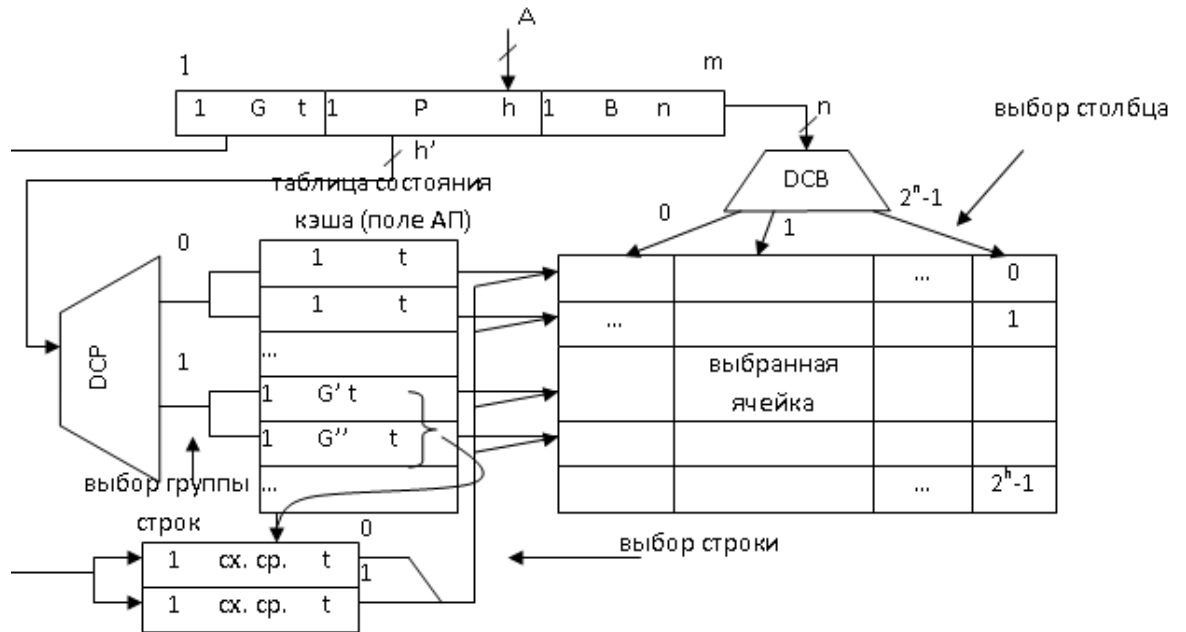 A
1 m
1 G t 1 P h 1 B n
n
выбор столбца
h’
таблица состояния
кэша (поле АП)
DCB
0 1 2ⁿ-1
0
1 t
1 t
...
1
1 G’ t
1 G’’ t
...
DCP
... 0
... 1
выбранная
ячейка
... 2ʰ-1
выбор группы
строк
0
1 сх. ср. t
1
1 сх. ср. t
выбор строки